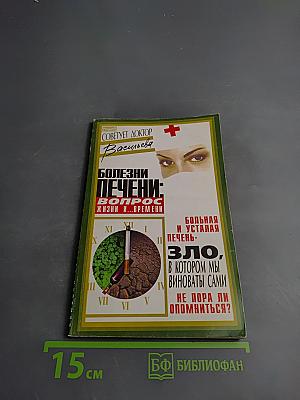 СОВЕТУЕТ ДОКТОР
Васильева
БОЛЕЗНИ
ПЕЧЕНИ:
ВОПРОС
ЖИЗНИ И...ВРЕМЕНИ
БОЛЬНАЯ
И УСТАЛАЯ
ПЕЧЕНЬ-
ЗЛО,
В КОТОРОМ МЫ
ВИНОВАТЫ САМИ
НЕ ПОРА ЛИ
ОПОМНИТЬСЯ?
15 см
БФ БИБЛИОФАН